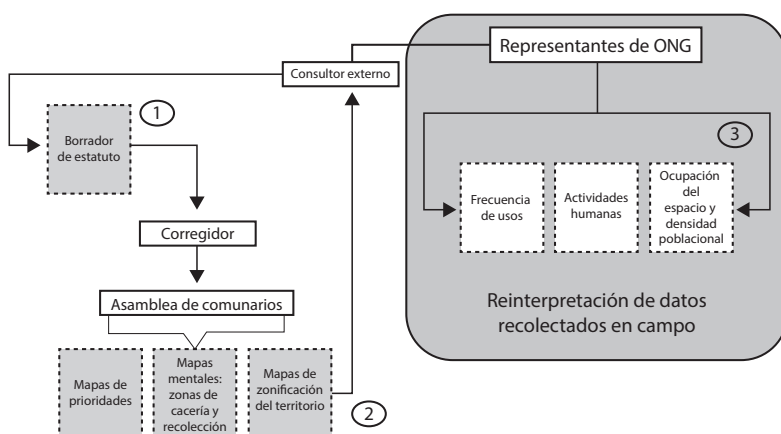 Representantes de ONG
Consultor externo
1
Borrador
de estatuto
3
Frecuencia
de usos
Actividades
humanas
Ocupación
del
espacio y
densidad
poblacional
Corregidor
Asamblea de comunarios
Reinterpretación de datos
recolectados en campo
Mapas de
prioridades
Mapas
mentales:
zonas de
cacería y
recolección
Mapas de
zonificación
del territorio
2